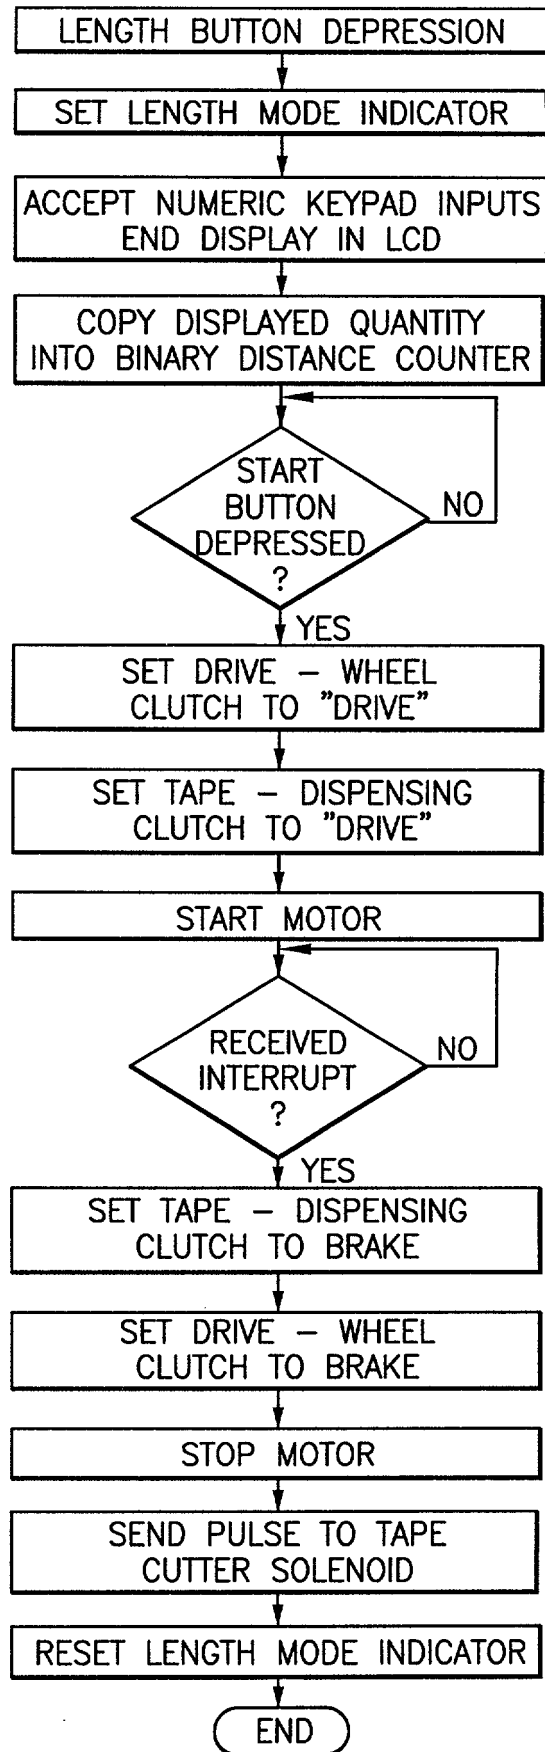 LENGTH BUTTON DEPRESSION
SET LENGTH MODE INDICATOR
ACCEPT NUMERIC KEYPAD INPUTS
END DISPLAY IN LCD
COPY DISPLAYED QUANTITY
INTO BINARY DISTANCE COUNTER
START
BUTTON
DEPRESSED
?
NO
YES
SET DRIVE – WHEEL
CLUTCH TO "DRIVE"
SET TAPE – DISPENSING
CLUTCH TO "DRIVE"
START MOTOR
RECEIVED
INTERRUPT
?
NO
YES
SET TAPE – DISPENSING
CLUTCH TO BRAKE
SET DRIVE – WHEEL
CLUTCH TO BRAKE
STOP MOTOR
SEND PULSE TO TAPE
CUTTER SOLENOID
RESET LENGTH MODE INDICATOR
END